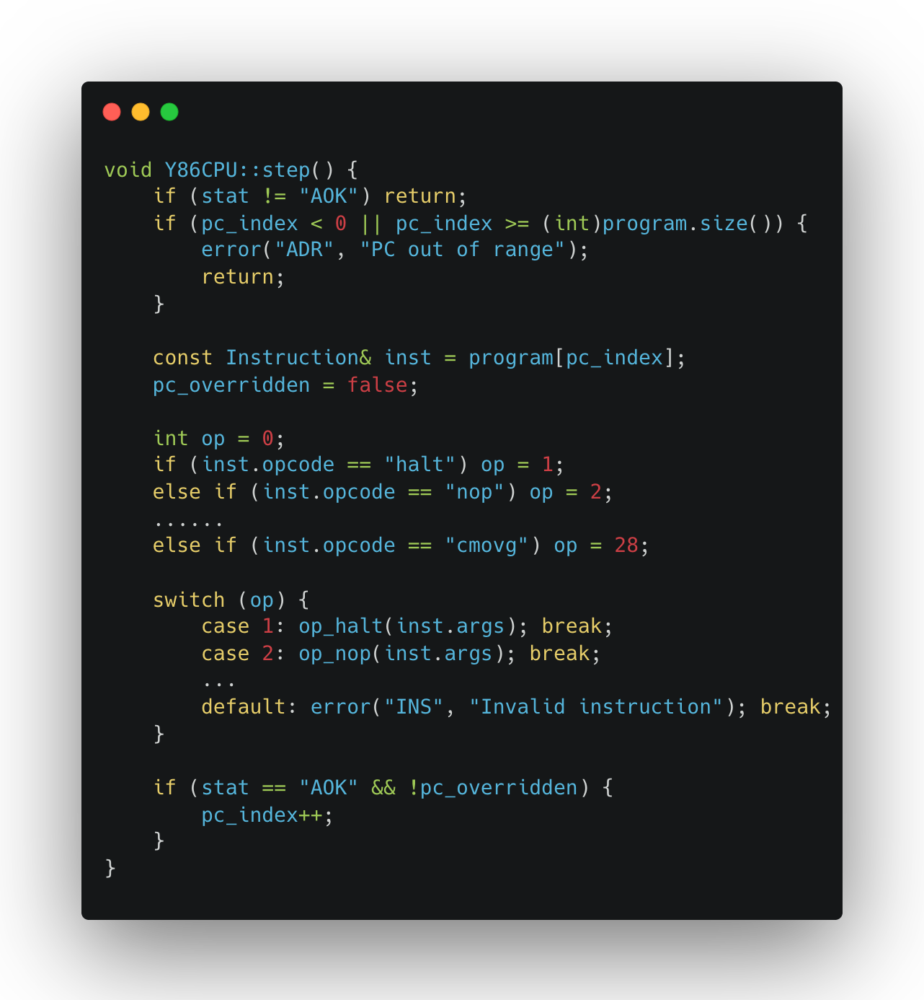 void Y86CPU::step() {
    if (stat != "AOK") return;
    if (pc_index < 0 || pc_index >= (int)program.size()) {
        error("ADR", "PC out of range");
        return;
    }

    const Instruction& inst = program[pc_index];
    pc_overridden = false;

    int op = 0;
    if (inst.opcode == "halt") op = 1;
    else if (inst.opcode == "nop") op = 2;
    ......
    else if (inst.opcode == "cmovg") op = 28;

    switch (op) {
        case 1: op_halt(inst.args); break;
        case 2: op_nop(inst.args); break;
        ...
        default: error("INS", "Invalid instruction"); break;
    }

    if (stat == "AOK" && !pc_overridden) {
        pc_index++;
    }
}